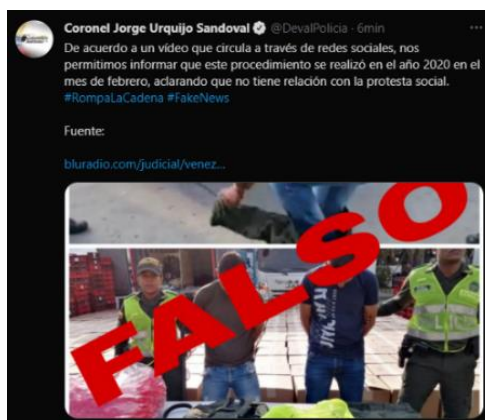 Coronel Jorge Urquijo Sandoval @DevalPolicia · 6min
De acuerdo a un vídeo que circula a través de redes sociales, nos
permitimos informar que este procedimiento se realizó en el año 2020 en el
mes de febrero, aclarando que no tiene relación con la protesta social.
#RompaLaCadena #FakeNews
Fuente:
bluradio.com/judicial/venez...
FALSO